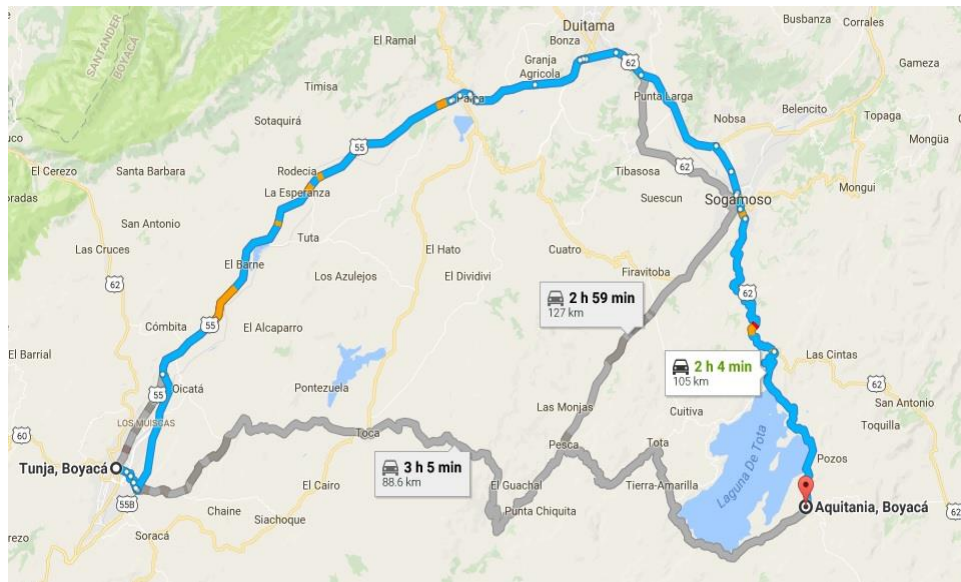 Duitama
Busbanza
Corrales
El Ramal
Bonza
SANTANDER
BOYACÁ
Granja
Agricola
62
Gameza
Timisa
Paipa
Punta Larga
Belencito
Sotaquirá
Nobsa
Topaga
Mongüa
55
El Cerezo
Santa Barbara
Rodecia
Tibasosa
62
Mongui
La Esperanza
Suescun
Sogamoso
San Antonio
Tuta
Las Cruces
El Hato
Cuatro
El Barne
Los Azulejos
El Dividivi
Firavitoba
62
2 h 59 min
127 km
62
Cómbita
55
El Alcaparro
El Barrial
2 h 4 min
105 km
Las Cintas
Oicatá
Pontezuela
62
55
Las Monjas
Cuitiva
San Antonio
LOS MUISCAS
Toquilla
60
Toca
Pesca
Tota
Tunja, Boyacá
3 h 5 min
88.6 km
Laguna De Tota
Pozos
El Cairo
El Guachal
Tierra-Amarilla
55B
Chaine
Siachoque
Punta Chiquita
Aquitania, Boyacá
62
Soracá